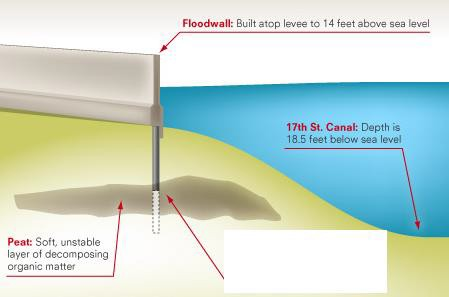 Floodwall: Built atop levee to 14 feet above sea level
17th St. Canal: Depth is
18.5 feet below sea level
Peat: Soft, unstable
layer of decomposing
organic matter